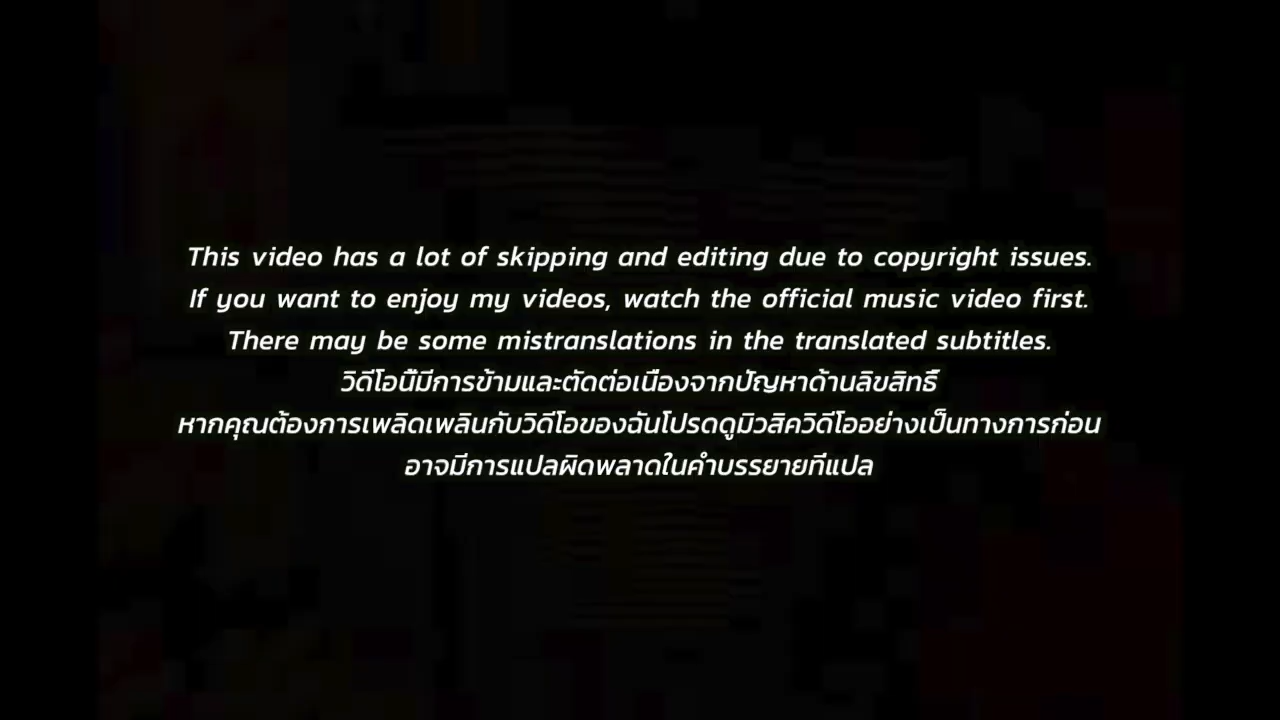 This video has a lot of skipping and editing due to copyright issues.
If you want to enjoy my videos, watch the official music video first.
There may be some mistranslations in the translated subtitles.
วิดีโอนี้มีการข้ามและตัดต่อเนื่องจากปัญหาด้านลิขสิทธิ์
หากคุณต้องการเพลิดเพลินกับวิดีโอของฉันโปรดดูมิวสิควิดีโออย่างเป็นทางการก่อน
อาจมีการแปลผิดพลาดในคำบรรยายที่แปล